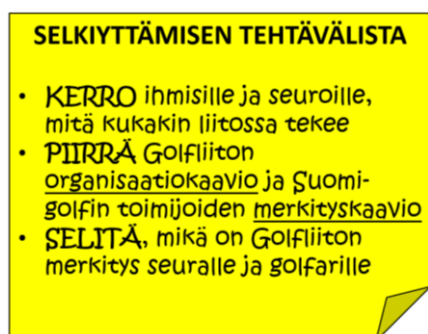 SELKIYTTÄMISEN TEHTÄVÄLISTA
• KERRO ihmisille ja seuroille,
mitä kukakin liitossa tekee
• PIIRRÄ Golfliiton
organisaatiokaavio ja Suomi-
golfin toimijoiden merkityskaavio
• SELITÄ, mikä on Golfliiton
merkitys seuralle ja golfarille